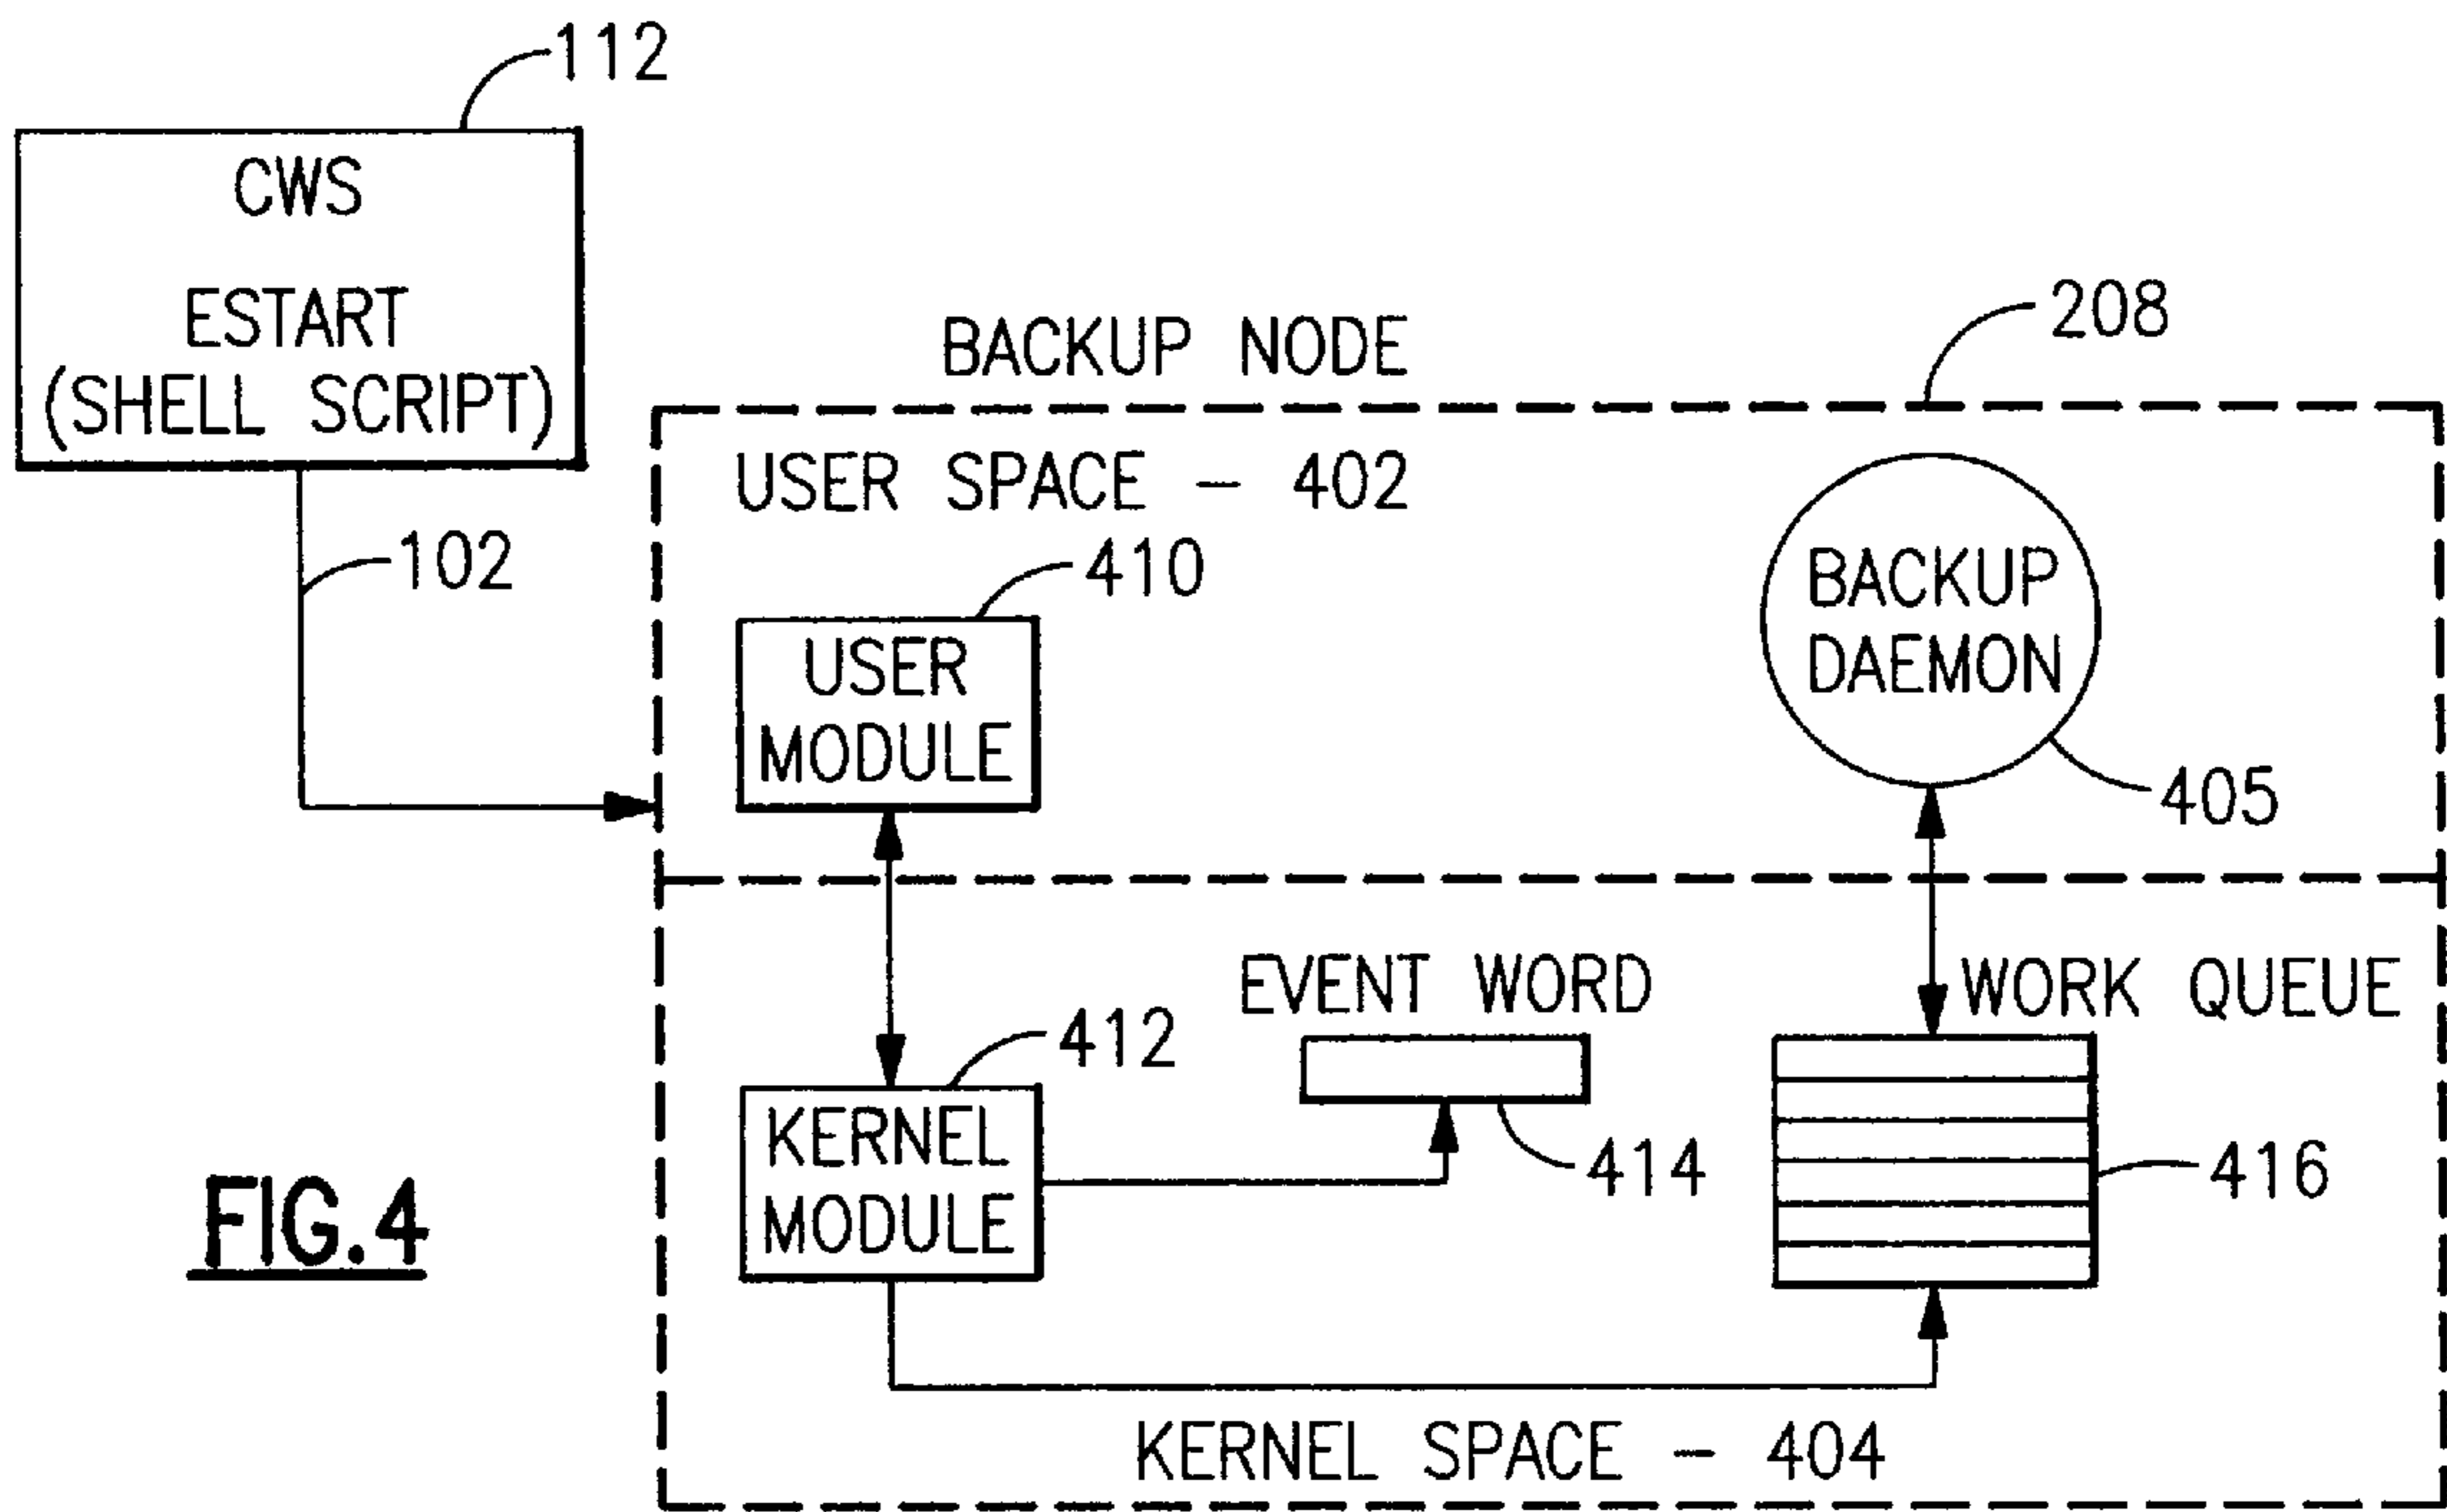 112
CWS
ESTART
(SHELL SCRIPT)
102
BACKUP NODE
208
USER SPACE - 402
410
USER
MODULE
BACKUP
DAEMON
405
EVENT WORD
WORK QUEUE
412
KERNEL
MODULE
414
416
KERNEL SPACE - 404
FIG.4